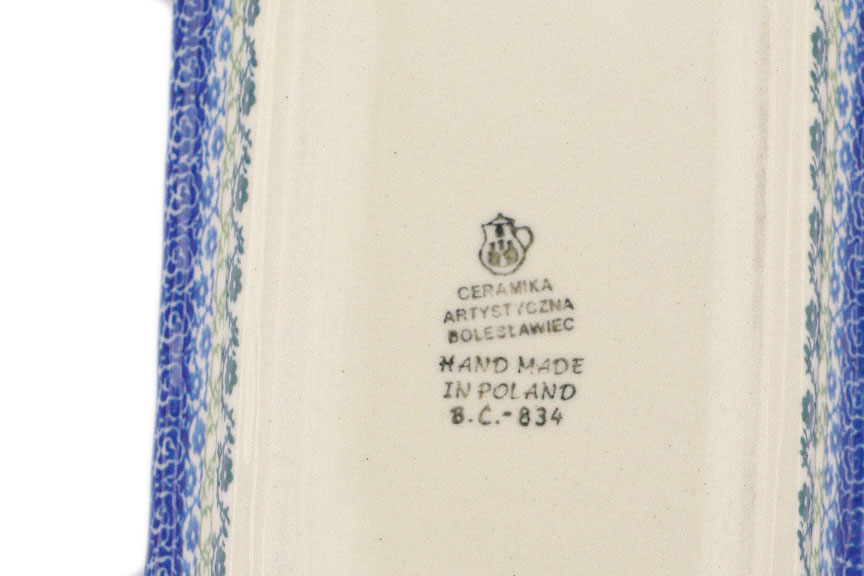 CERAMIKA
ARTYSTYCZNA
BOLESŁAWIEC
HAND MADE
IN POLAND
B.C.-834